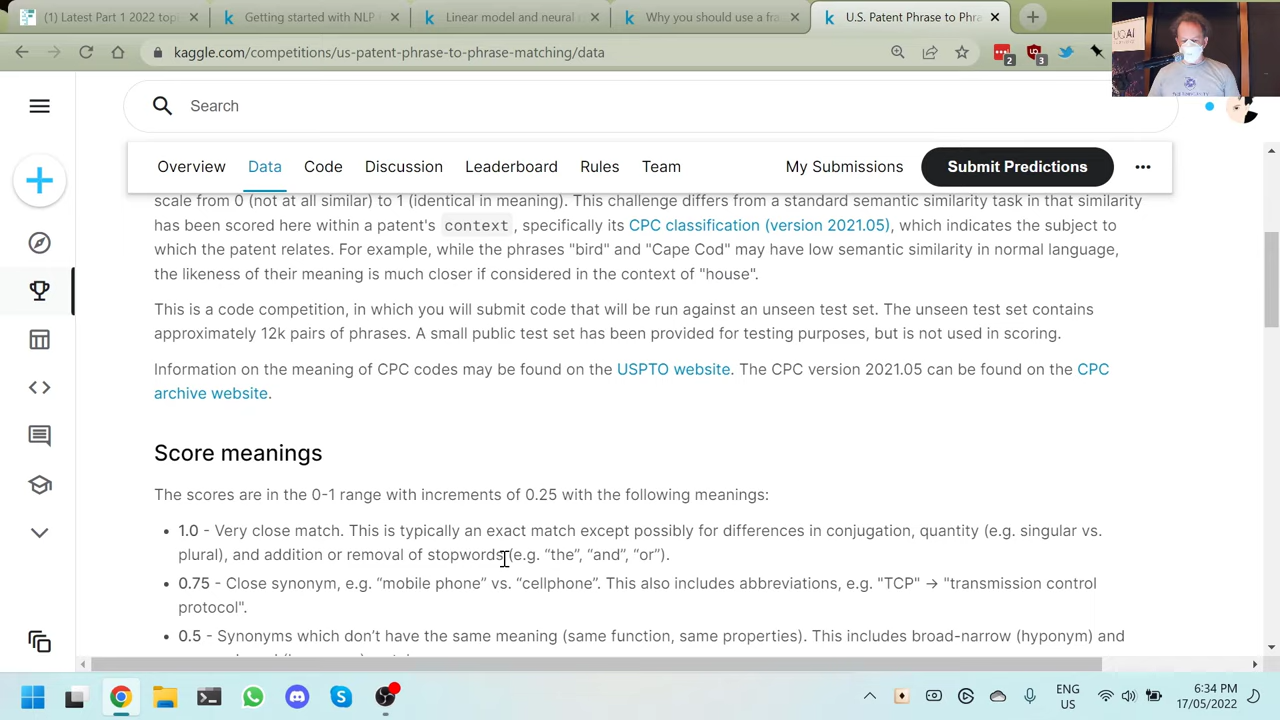 (1) Latest Part 1 2022 top
Getting started with NLP
Linear model and neural
Why you should use a fra
U.S. Patent Phrase to Phra
kaggle.com/competitions/us-patent-phrase-to-phrase-matching/data
2
3
Search
Overview Data Code Discussion Leaderboard Rules Team My Submissions Submit Predictions
scale from 0 (not at all similar) to 1 (identical in meaning). This challenge differs from a standard semantic similarity task in that similarity
has been scored here within a patent's context, specifically its CPC classification (version 2021.05), which indicates the subject to
which the patent relates. For example, while the phrases "bird" and "Cape Cod" may have low semantic similarity in normal language,
the likeness of their meaning is much closer if considered in the context of "house".
This is a code competition, in which you will submit code that will be run against an unseen test set. The unseen test set contains
approximately 12k pairs of phrases. A small public test set has been provided for testing purposes, but is not used in scoring.
Information on the meaning of CPC codes may be found on the USPTO website. The CPC version 2021.05 can be found on the CPC
archive website.
Score meanings
The scores are in the 0-1 range with increments of 0.25 with the following meanings:
• 1.0 - Very close match. This is typically an exact match except possibly for differences in conjugation, quantity (e.g. singular vs.
plural), and addition or removal of stopwords (e.g. “the”, “and”, “or”).
• 0.75 - Close synonym, e.g. “mobile phone” vs. “cellphone”. This also includes abbreviations, e.g. "TCP" → "transmission control
protocol".
• 0.5 - Synonyms which don’t have the same meaning (same function, same properties). This includes broad-narrow (hyponym) and
ENG
US
6:34 PM
17/05/2022